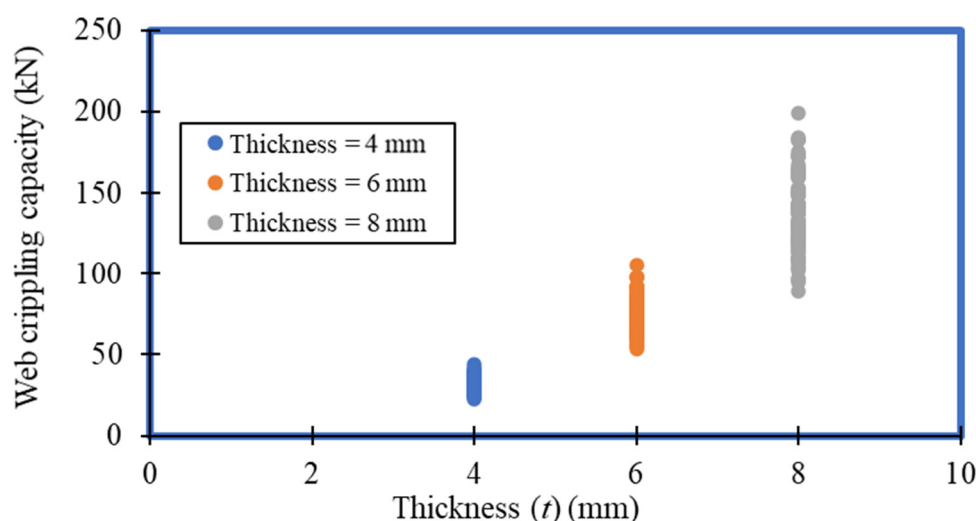 Web crippling capacity (kN)
250
200
150
100
50
0
Thickness = 4 mm
Thickness = 6 mm
Thickness = 8 mm
0 2 4 6 8 10
Thickness (t) (mm)